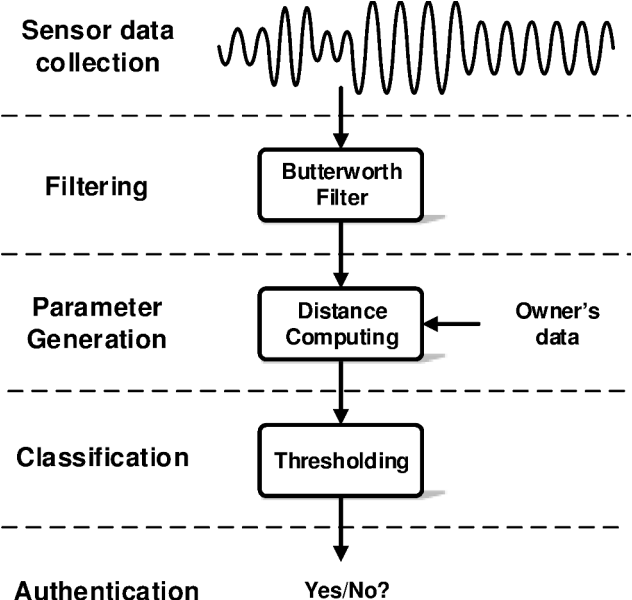 Sensor data
collection
Filtering
Butterworth
Filter
Parameter
Generation
Distance
Computing
Owner's
data
Classification
Thresholding
Authentication
Yes/No?